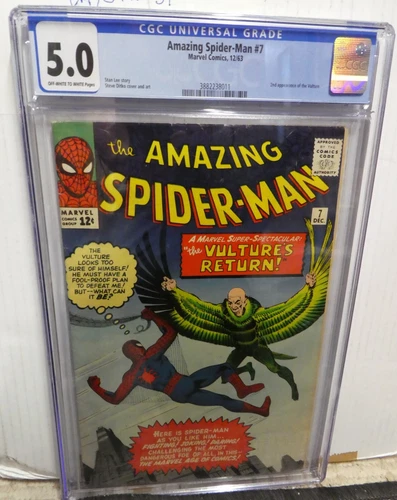 CGC UNIVERSAL GRADE
5.0
OFF-WHITE TO WHITE Pages
Amazing Spider-Man #7
Marvel Comics, 12/63
Stan Lee story
Steve Ditko cover and art
3882238011
2nd appearance of the Vulture
CGC
MARVEL
COMICS
GROUP
12¢
the AMAZING
SPIDER-MAN
APPROVED
BY THE
COMICS
CODE
AUTHORITY
7
DEC.
A MARVEL SUPER-SPECTACULAR:
"the VULTURE'S
RETURN!"
THE
VULTURE
LOOKS TOO
SURE OF HIMSELF!
HE MUST HAVE A
FOOL-PROOF PLAN
TO DEFEAT ME!
BUT--WHAT CAN
IT BE?
HERE IS SPIDER-MAN
AS YOU LIKE HIM...
FIGHTING! JOKING! DARING!
CHALLENGING THE MOST
DANGEROUS FOE OF ALL, IN THIS--
THE MARVEL AGE OF COMICS!